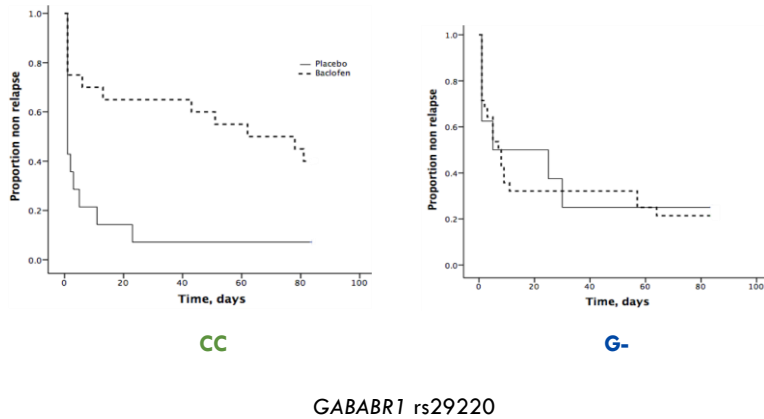 1.0
0.8
0.6
0.4
0.2
0.0
Proportion non relapse
Placebo
Baclofen
0
20
40
60
80
100
Time, days
CC
1.0
0.8
0.6
0.4
0.2
0.0
Proportion non relapse
0
20
40
60
80
100
Time, days
G-
GABABR1 rs29220